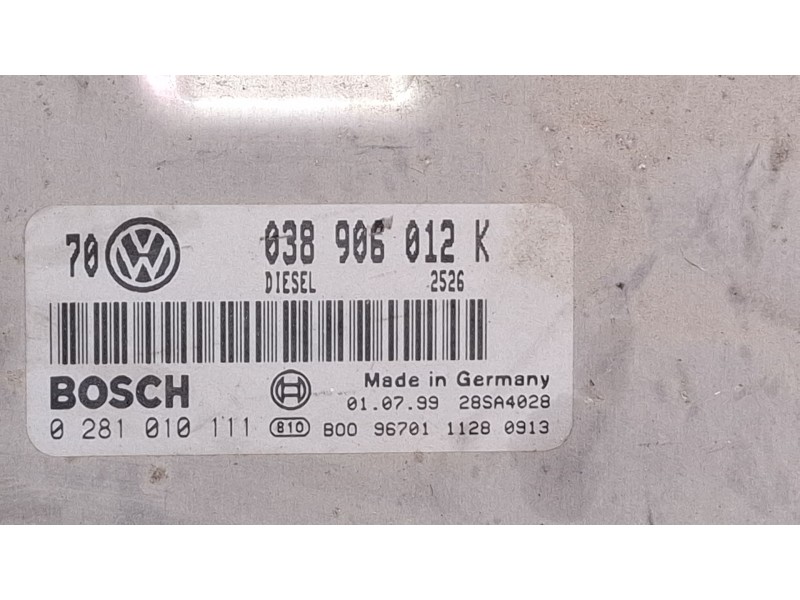 70 VW 038 906 012 K
DIESEL 2526
BOSCH Made in Germany
01.07.99 28SA4028
0 281 010 111 810 B00 96701 1128 0913